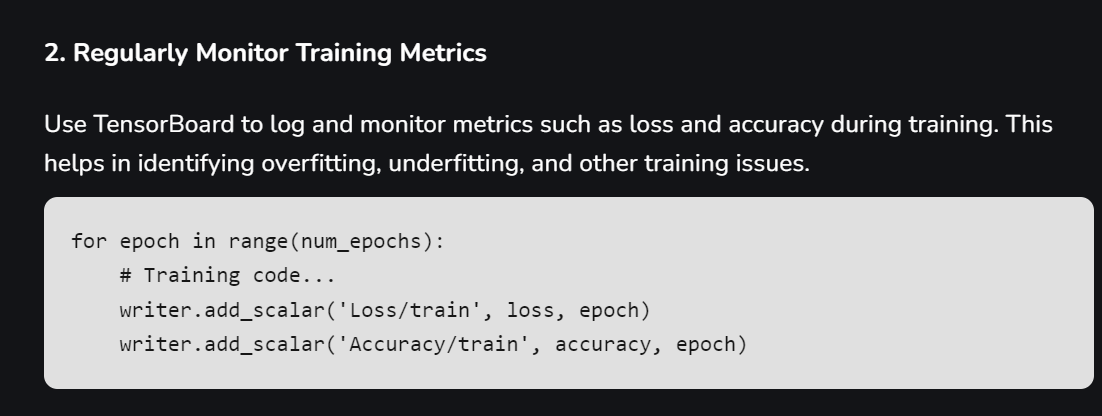 2. Regularly Monitor Training Metrics
Use TensorBoard to log and monitor metrics such as loss and accuracy during training. This
helps in identifying overfitting, underfitting, and other training issues.
for epoch in range(num_epochs):
    # Training code...
    writer.add_scalar('Loss/train', loss, epoch)
    writer.add_scalar('Accuracy/train', accuracy, epoch)